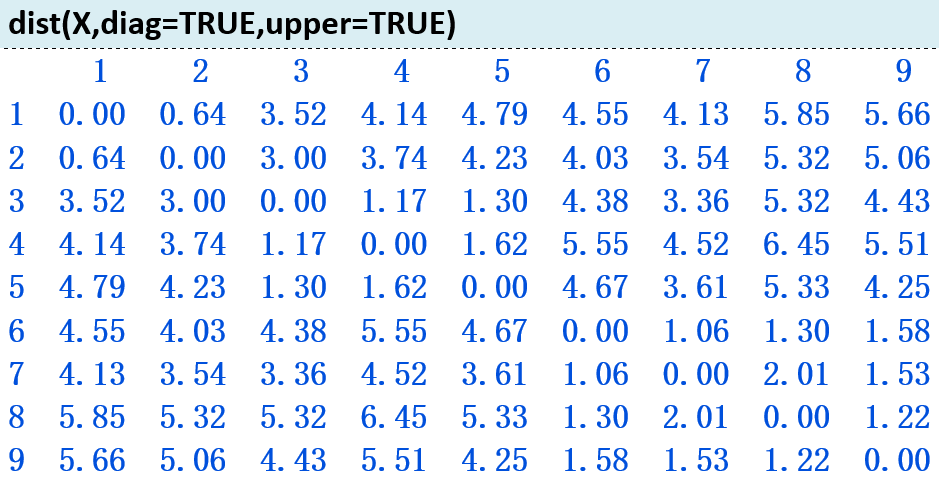 dist(X,diag=TRUE,upper=TRUE)
1 2 3 4 5 6 7 8 9
1 0.00 0.64 3.52 4.14 4.79 4.55 4.13 5.85 5.66
2 0.64 0.00 3.00 3.74 4.23 4.03 3.54 5.32 5.06
3 3.52 3.00 0.00 1.17 1.30 4.38 3.36 5.32 4.43
4 4.14 3.74 1.17 0.00 1.62 5.55 4.52 6.45 5.51
5 4.79 4.23 1.30 1.62 0.00 4.67 3.61 5.33 4.25
6 4.55 4.03 4.38 5.55 4.67 0.00 1.06 1.30 1.58
7 4.13 3.54 3.36 4.52 3.61 1.06 0.00 2.01 1.53
8 5.85 5.32 5.32 6.45 5.33 1.30 2.01 0.00 1.22
9 5.66 5.06 4.43 5.51 4.25 1.58 1.53 1.22 0.00